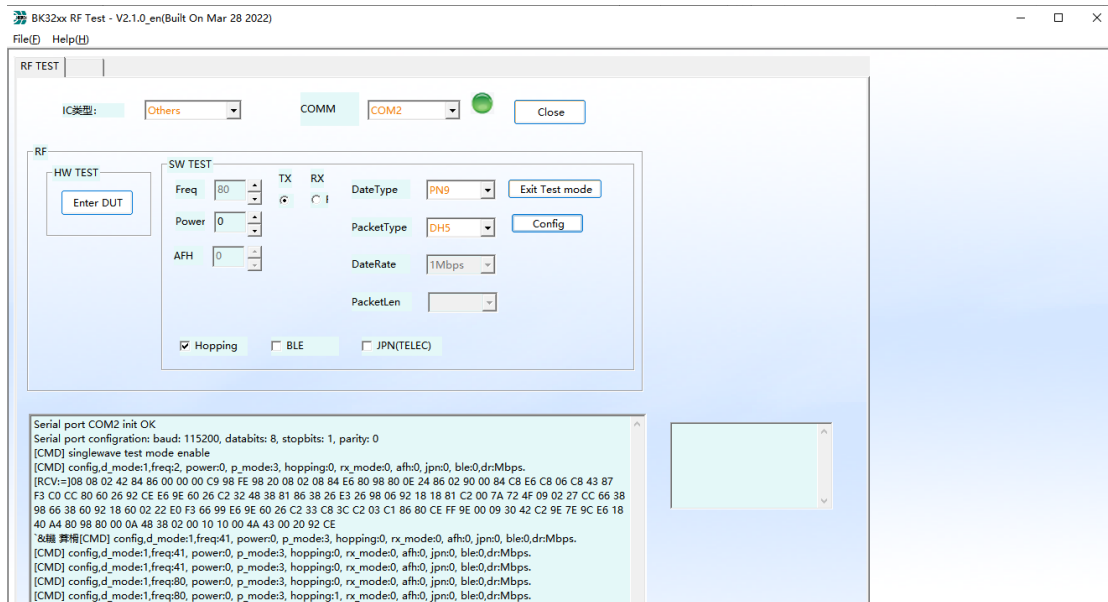 BK32xx RF Test - V2.1.0_en(Built On Mar 28 2022)
File(F) Help(H)
RF TEST
IC类型: Others COMM COM2 Close
RF
HW TEST
Enter DUT
SW TEST
Freq 80 TX RX DateType PN9 Exit Test mode
Power 0 PacketType DH5 Config
AFH 0 DateRate 1Mbps
PacketLen
Hopping BLE JPN(TELEC)
Serial port COM2 init OK
Serial port configration: baud: 115200, databits: 8, stopbits: 1, parity: 0
[CMD] singlewave test mode enable
[CMD] config,d_mode:1,freq:2, power:0, p_mode:3, hopping:0, rx_mode:0, afh:0, jpn:0, ble:0,dr:Mbps.
[RCV:=]08 08 02 42 84 86 00 00 00 C9 98 FE 98 20 08 02 08 84 E6 80 98 80 0E 24 86 02 90 00 84 C8 E6 C8 06 C8 43 87
F3 C0 CC 80 60 26 92 CE E6 9E 60 26 C2 32 48 38 81 86 38 26 E3 26 98 06 92 18 18 81 C2 00 7A 72 4F 09 02 27 CC 66 38
98 66 38 60 92 18 60 02 22 E0 F3 66 99 E6 9E 60 26 C2 33 C8 3C C2 03 C1 86 80 CE FF 9E 00 09 30 42 C2 9E 7E 9C E6 18
40 A4 80 98 80 00 0A 48 38 02 00 10 10 00 4A 43 00 20 92 CE
[CMD] config,d_mode:1,freq:41, power:0, p_mode:3, hopping:0, rx_mode:0, afh:0, jpn:0, ble:0,dr:Mbps.
[CMD] config,d_mode:1,freq:41, power:0, p_mode:3, hopping:0, rx_mode:0, afh:0, jpn:0, ble:0,dr:Mbps.
[CMD] config,d_mode:1,freq:41, power:0, p_mode:3, hopping:0, rx_mode:0, afh:0, jpn:0, ble:0,dr:Mbps.
[CMD] config,d_mode:1,freq:80, power:0, p_mode:3, hopping:0, rx_mode:0, afh:0, jpn:0, ble:0,dr:Mbps.
[CMD] config,d_mode:1,freq:80, power:0, p_mode:3, hopping:1, rx_mode:0, afh:0, jpn:0, ble:0,dr:Mbps.